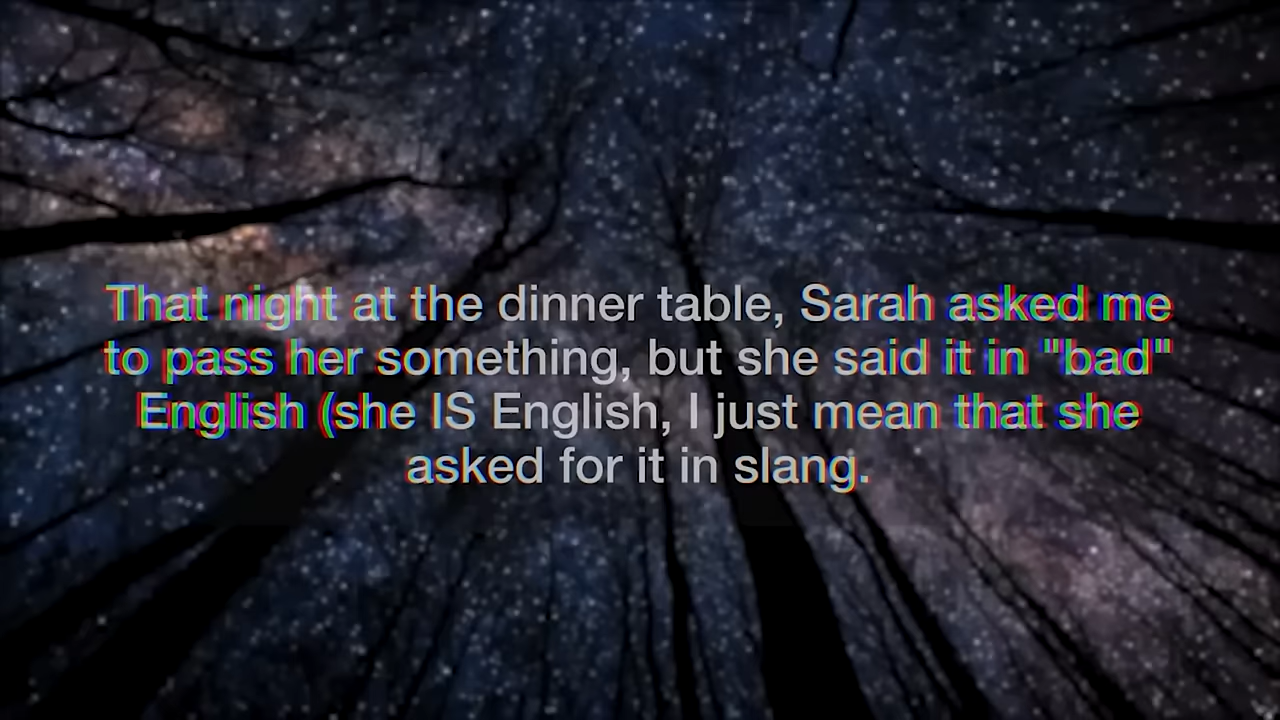 That night at the dinner table, Sarah asked me
to pass her something, but she said it in "bad"
English (she IS English, I just mean that she
asked for it in slang.